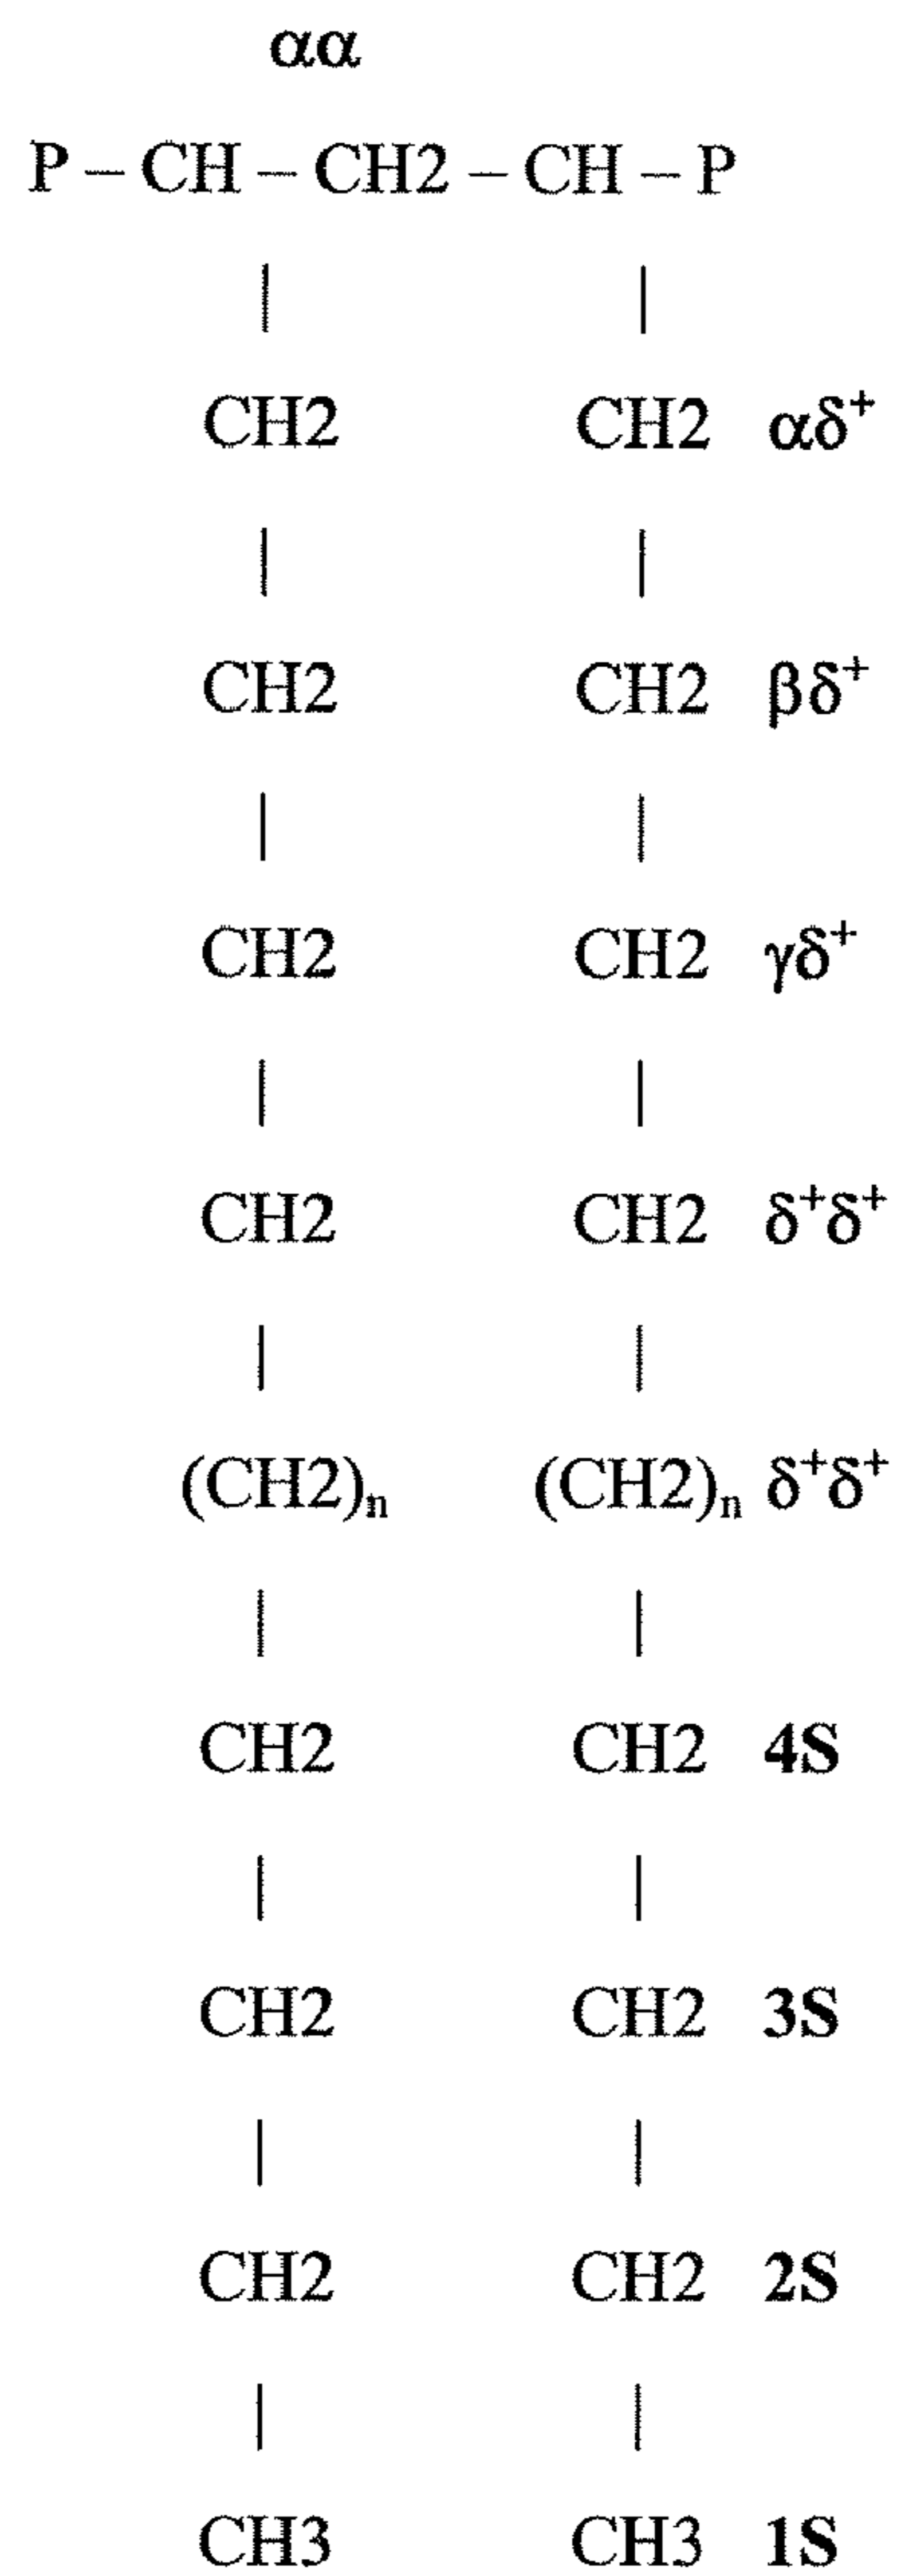 αα
P – CH – CH2 – CH – P
| |
CH2 CH2 αδ⁺
| |
CH2 CH2 βδ⁺
| |
CH2 CH2 γδ⁺
| |
CH2 CH2 δ⁺δ⁺
| |
(CH2)ₙ (CH2)ₙ δ⁺δ⁺
| |
CH2 CH2 4S
| |
CH2 CH2 3S
| |
CH2 CH2 2S
| |
CH3 CH3 1S